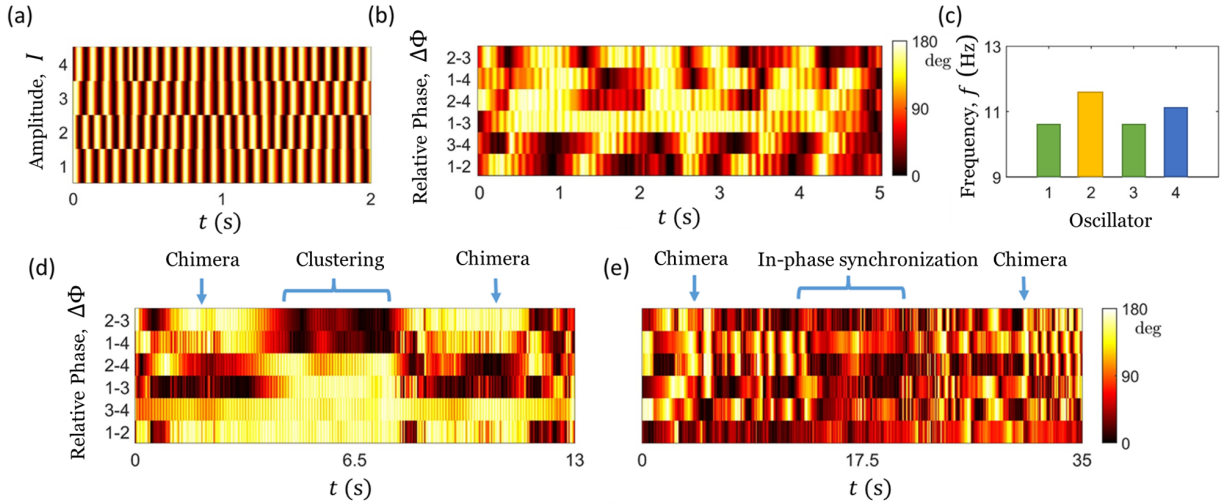 (a)
Amplitude, I
4
3
2
1
0
1
2
t (s)
(b)
Relative Phase, ΔΦ
2-3
1-4
2-4
1-3
3-4
1-2
0
1
2
3
4
5
t (s)
180
deg
90
0
(c)
Frequency, f (Hz)
13
11
9
1
2
3
4
Oscillator
(d)
Chimera
Clustering
Chimera
Relative Phase, ΔΦ
2-3
1-4
2-4
1-3
3-4
1-2
0
6.5
13
t (s)
(e)
Chimera
In-phase synchronization
Chimera
0
17.5
35
t (s)
180
deg
90
0